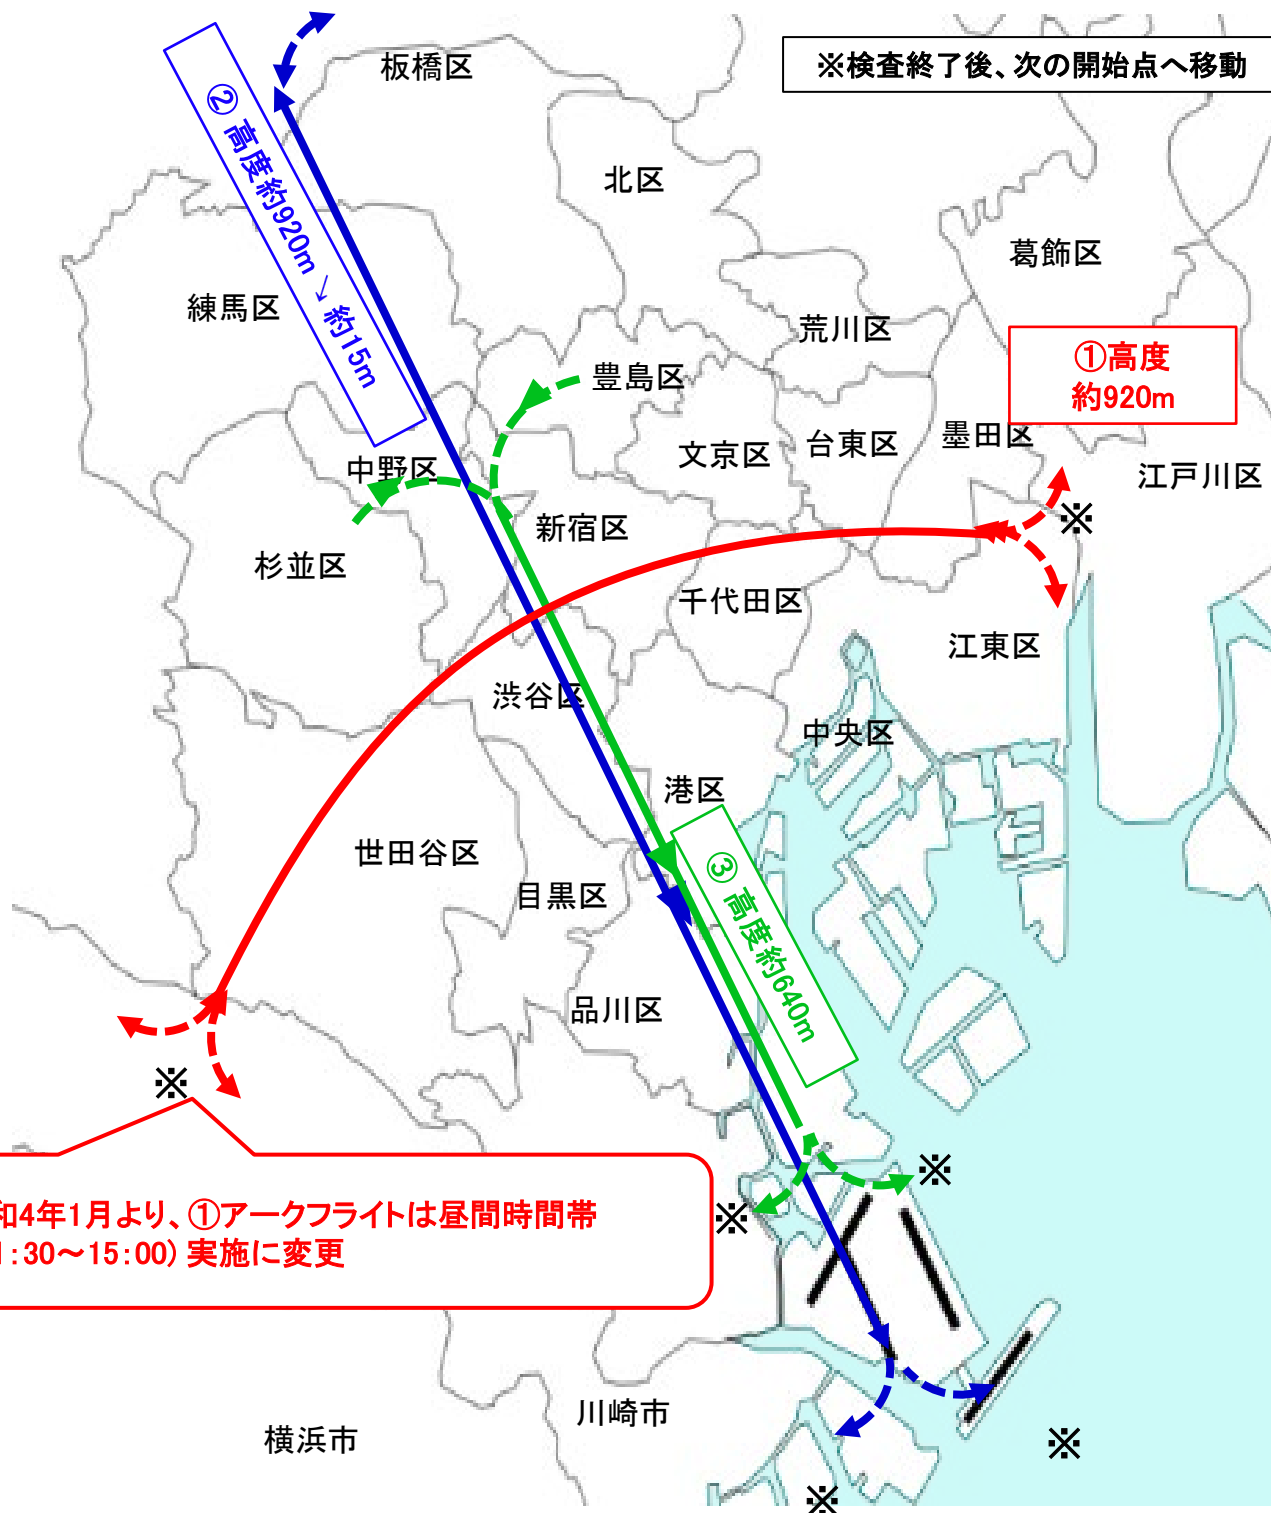 ※検査終了後、次の開始点へ移動
板橋区
②高度約920m↘約15m
北区
葛飾区
練馬区
荒川区
①高度
約920m
豊島区
台東区
墨田区
文京区
中野区
江戸川区
※
新宿区
杉並区
千代田区
江東区
渋谷区
中央区
港区
世田谷区
目黒区
③高度約640m
品川区
※
※
和4年1月より、①アークフライトは昼間時間帯
:30～15:00)実施に変更
※
川崎市
横浜市
※
※